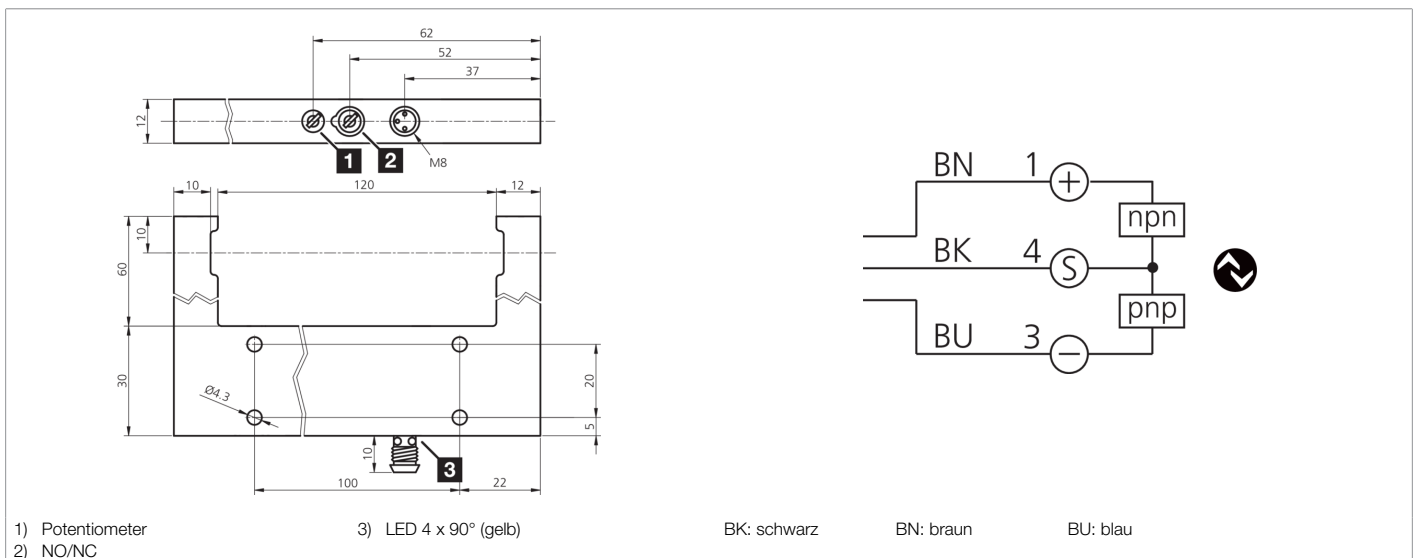 62
52
37
12
1
2
M8
10
120
12
10
60
30
Ø4.3
20
5
10
3
100
22
BN 1 +
npn
BK 4 S
pnp
BU 3 −
1) Potentiometer 3) LED 4 x 90° (gelb) BK: schwarz BN: braun BU: blau
2) NO/NC